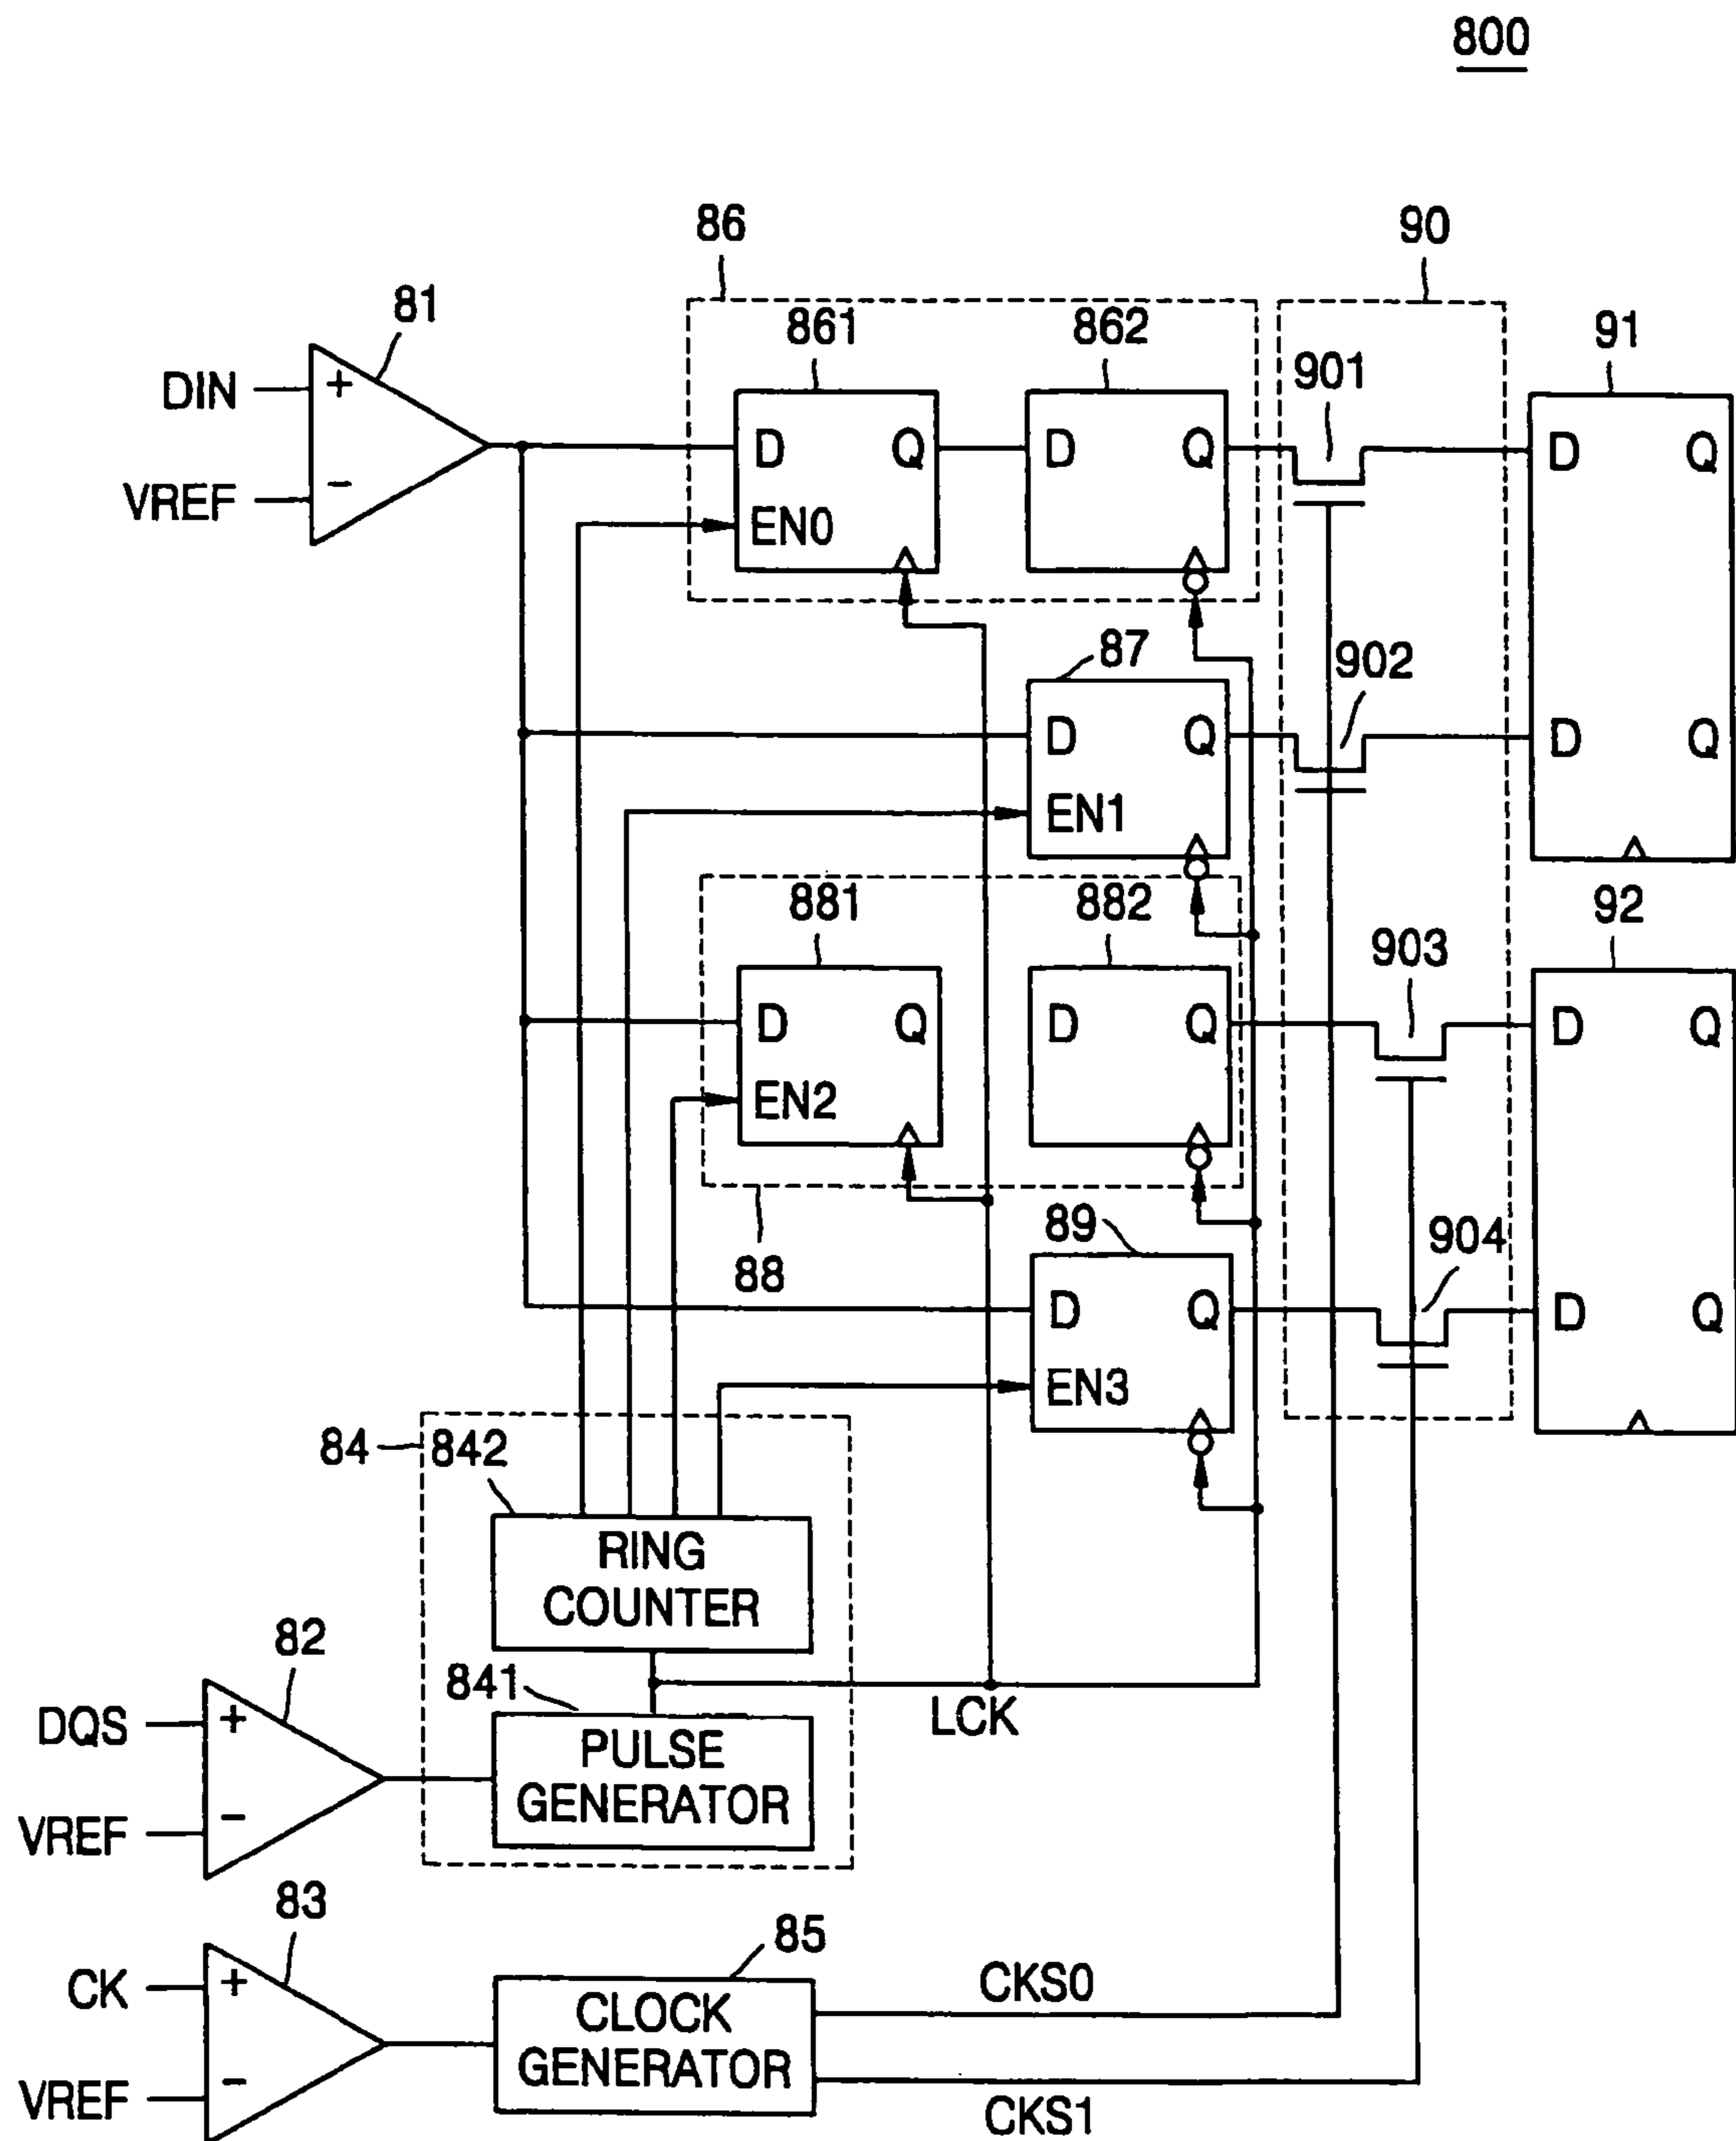 800
86
90
81
861
862
901
91
DIN
+
D Q
D Q
D Q
VREF
-
EN0
87
902
D Q
D Q
EN1
881
882
903
92
D Q
D Q
D Q
EN2
89
904
88
D Q
D Q
EN3
84
842
RING
COUNTER
82
841
LCK
DQS
+
PULSE
GENERATOR
VREF
-
83
85
CK
+
CLOCK
GENERATOR
CKS0
VREF
-
CKS1